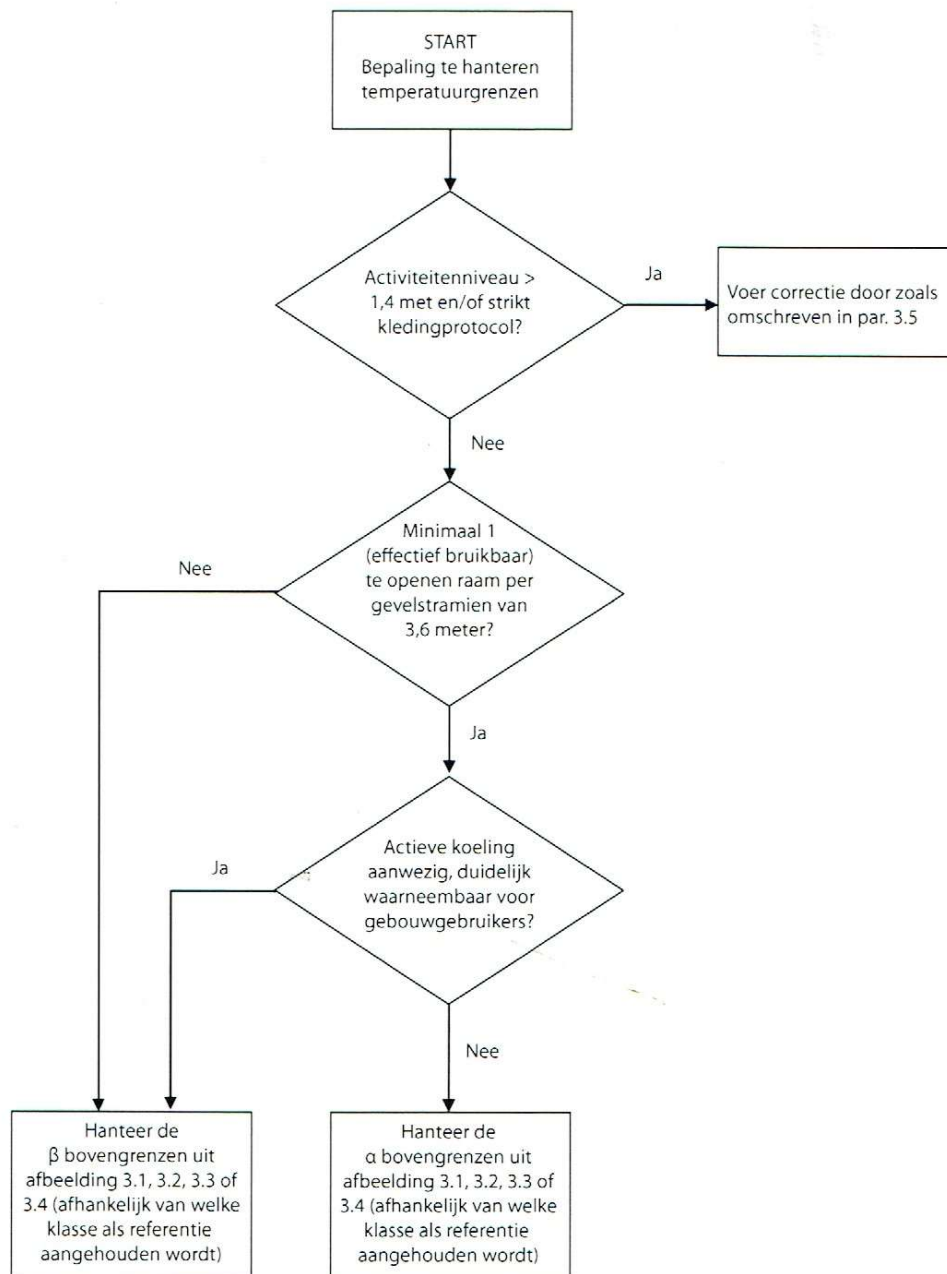 START
Bepaling te hanteren
temperatuurgrenzen
Activiteitenniveau >
1,4 met en/of strikt
kledingprotocol?
Ja
Voer correctie door zoals
omschreven in par. 3.5
Nee
Minimaal 1
(effectief bruikbaar)
te openen raam per
gevelstramien van
3,6 meter?
Nee
Ja
Actieve koeling
aanwezig, duidelijk
waarneembaar voor
gebouwgebruikers?
Ja
Nee
Hanteer de
β bovengrenzen uit
afbeelding 3.1, 3.2, 3.3 of
3.4 (afhankelijk van welke
klasse als referentie
aangehouden wordt)
Hanteer de
α bovengrenzen uit
afbeelding 3.1, 3.2, 3.3 of
3.4 (afhankelijk van welke
klasse als referentie
aangehouden wordt)